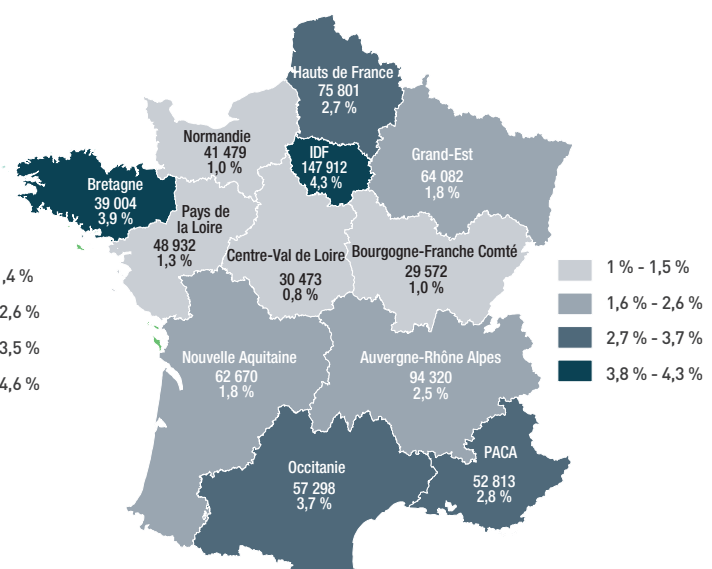 Hauts de France
75 801
2,7 %
Normandie
41 479
1,0 %
IDF
147 912
4,3 %
Grand-Est
64 082
1,8 %
Bretagne
39 004
3,9 %
Pays de
la Loire
48 932
1,3 %
Centre-Val de Loire
30 473
0,8 %
Bourgogne-Franche Comté
29 572
1,0 %
,4 %
2,6 %
3,5 %
4,6 %
1 % - 1,5 %
1,6 % - 2,6 %
2,7 % - 3,7 %
3,8 % - 4,3 %
Nouvelle Aquitaine
62 670
1,8 %
Auvergne-Rhône Alpes
94 320
2,5 %
Occitanie
57 298
3,7 %
PACA
52 813
2,8 %